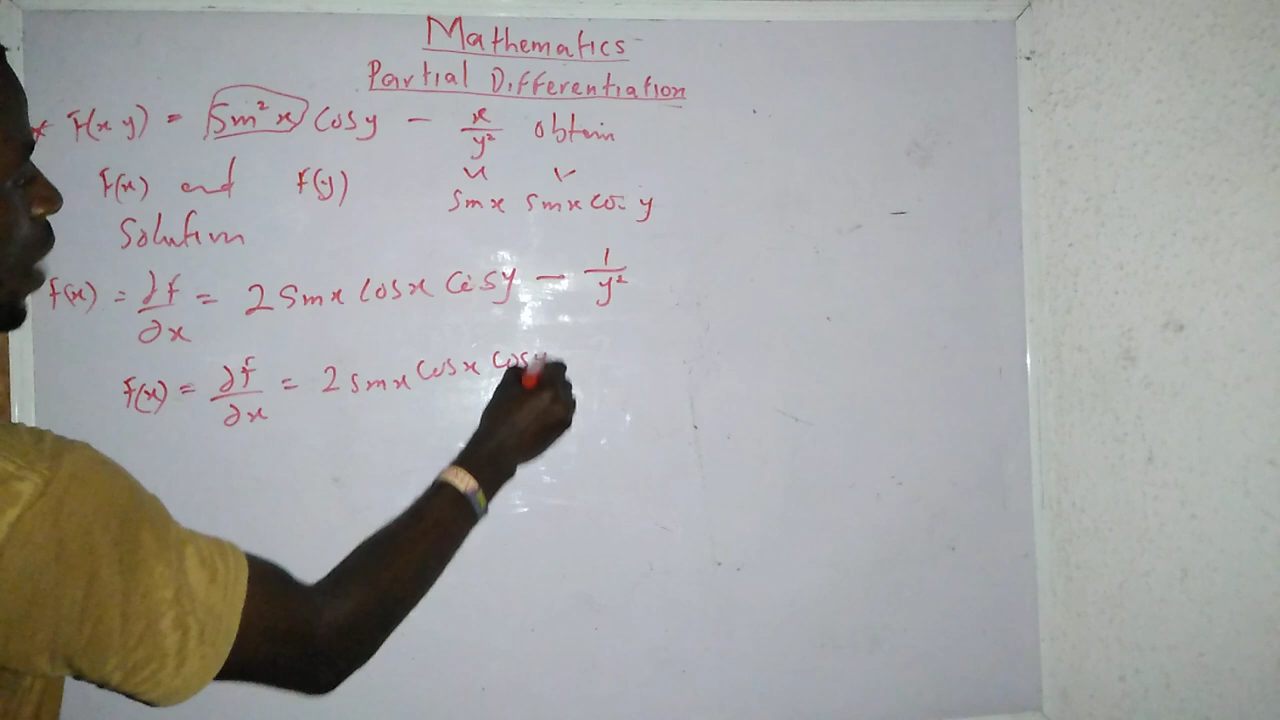 Mathematics
Partial Differentiation
* F(x y) = Sin²x Cosy - x/y² obtain
F(x) and F(y)
u v
Sinx Sinx cos y
Solution
F(x) = ∂f/∂x = 2 Sinx Cosx Cosy - 1/y²
F(x) = ∂f/∂x = 2 Sinx Cosx Cosy